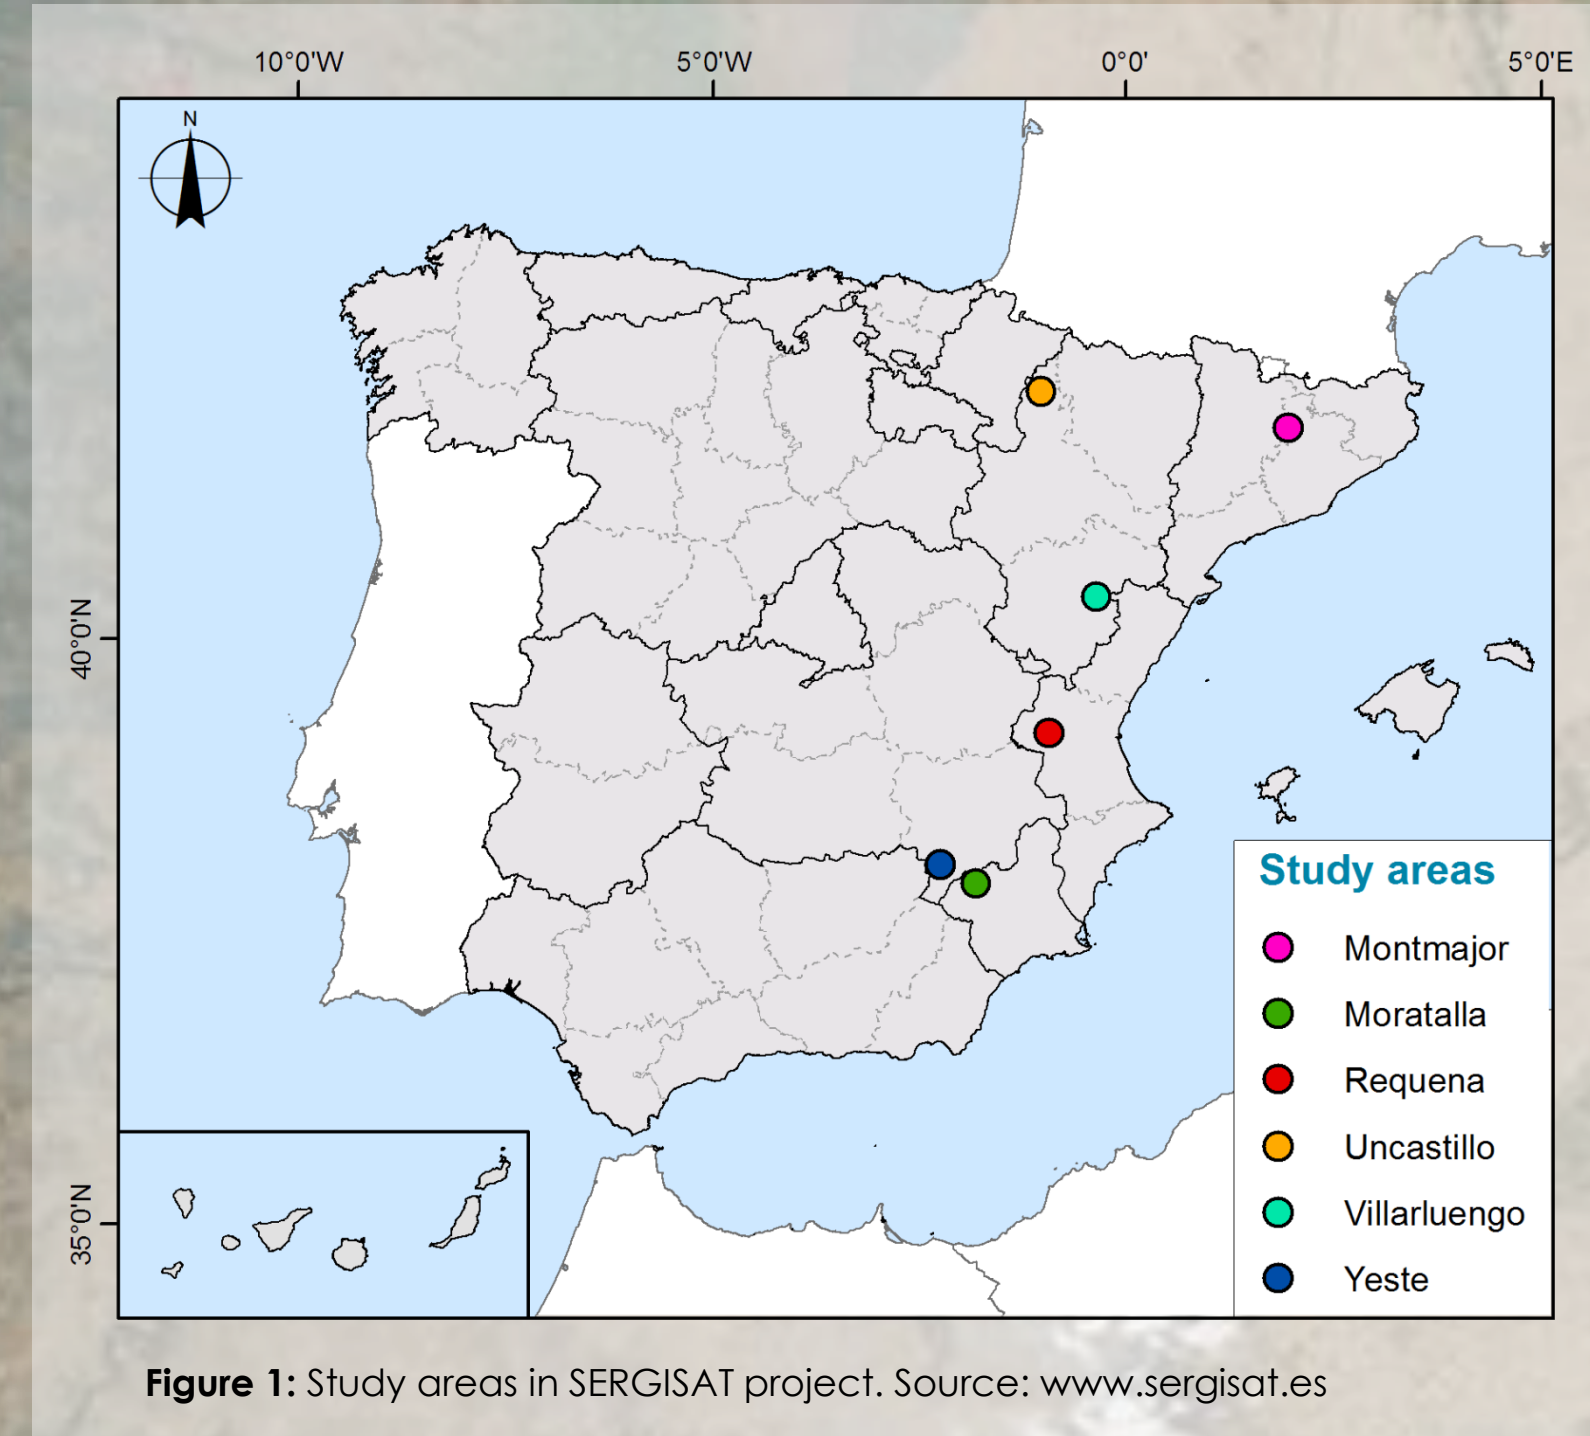 10°0'W 5°0'W 0°0' 5°0'E
N
40°0'N
35°0'N
Study areas
Montmajor
Moratalla
Requena
Uncastillo
Villarluengo
Yeste
Figure 1: Study areas in SERGISAT project. Source: www.sergisat.es